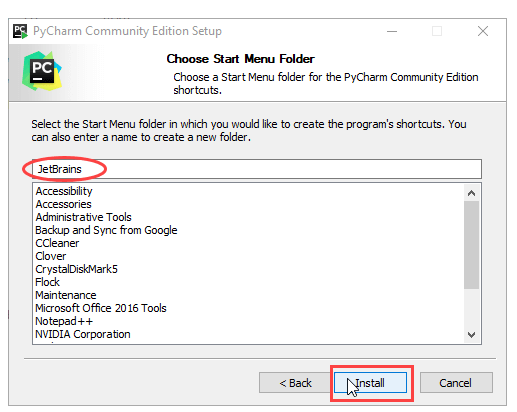 PC PyCharm Community Edition Setup
PC
Choose Start Menu Folder
Choose a Start Menu folder for the PyCharm Community Edition
shortcuts.
Select the Start Menu folder in which you would like to create the program's shortcuts. You
can also enter a name to create a new folder.
JetBrains
Accessibility
Accessories
Administrative Tools
Backup and Sync from Google
CCleaner
Clover
CrystalDiskMark5
Flock
Maintenance
Microsoft Office 2016 Tools
Notepad++
NVIDIA Corporation
< Back Install Cancel